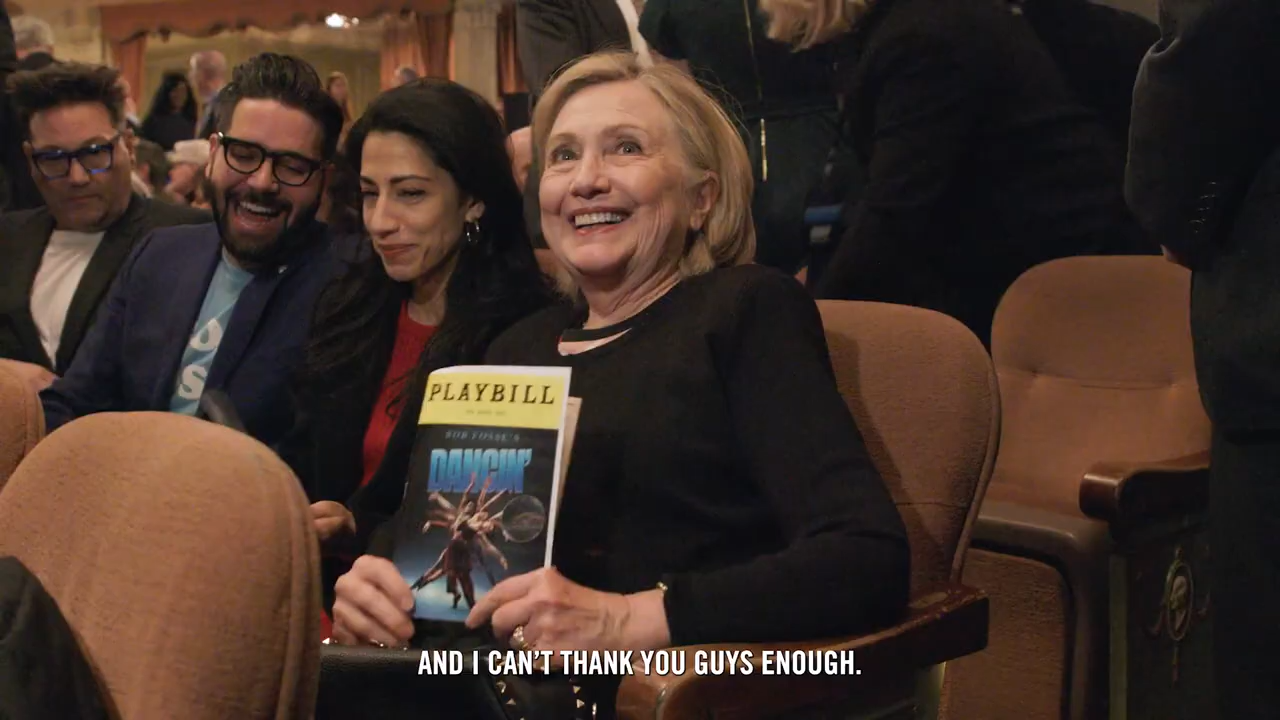 PLAYBILL
BOB FOSSE'S
DANCIN'
AND I CAN'T THANK YOU GUYS ENOUGH.